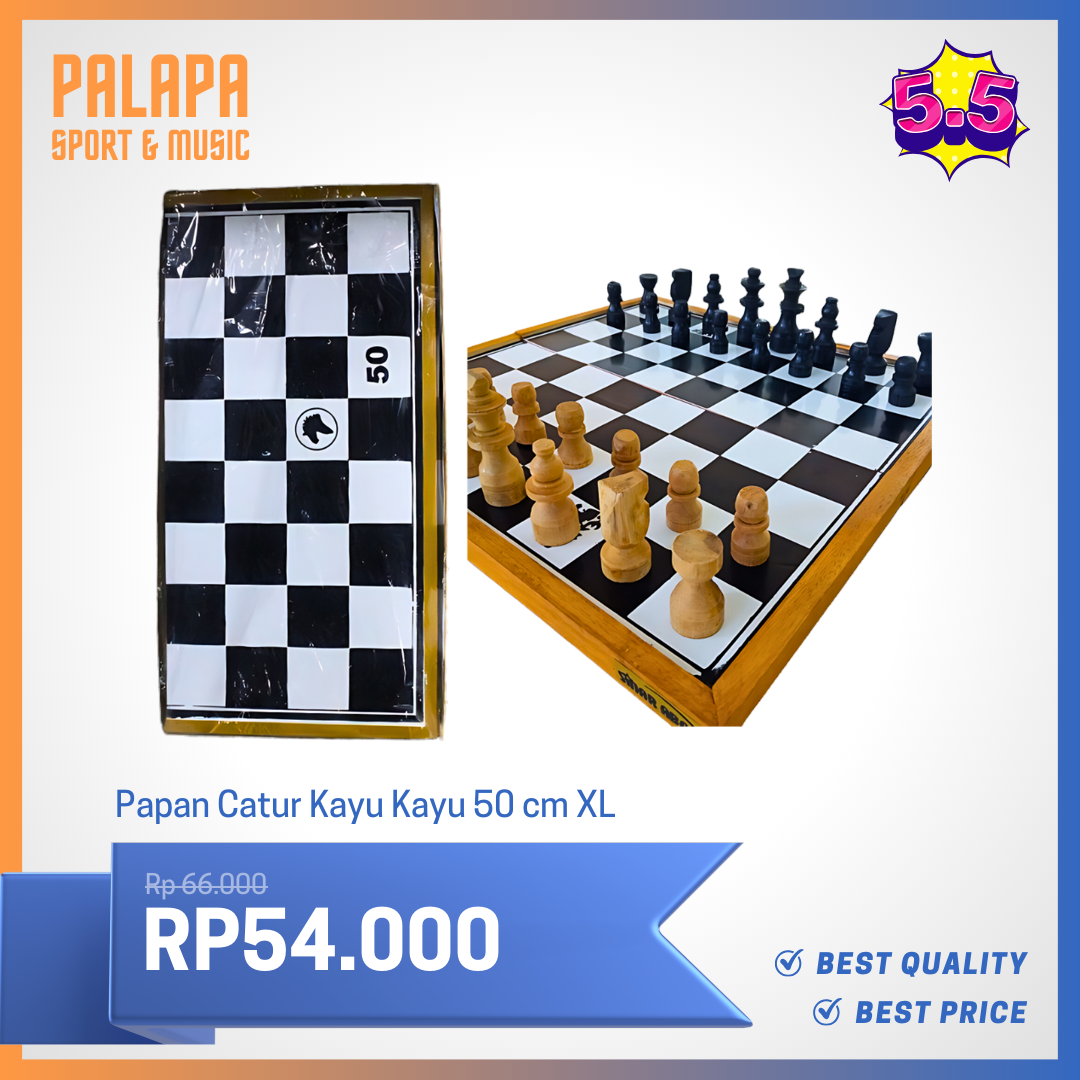 PALAPA
SPORT & MUSIC
5.5
50
Papan Catur Kayu Kayu 50 cm XL
Rp 66.000
RP54.000
BEST QUALITY
BEST PRICE